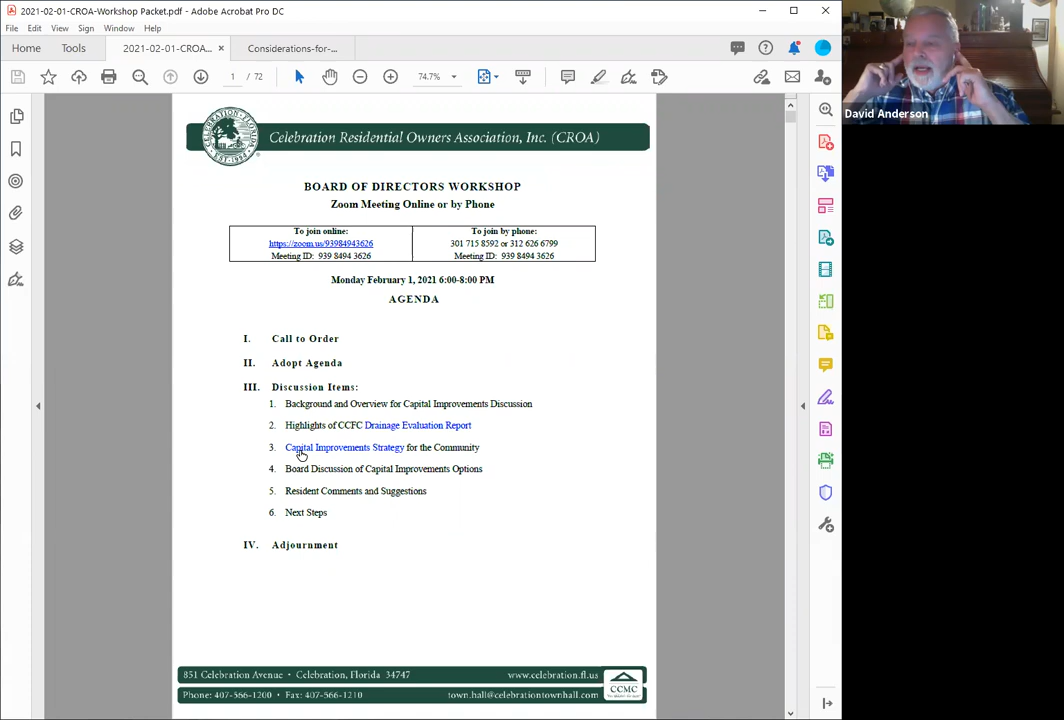 2021-02-01-CROA-Workshop Packet.pdf - Adobe Acrobat Pro DC
File Edit View Sign Window Help
Home Tools 2021-02-01-CROA... × Considerations-for-...
1 / 72 74.7%
David Anderson
CELEBRATION, FLORIDA
EST. 1994
Celebration Residential Owners Association, Inc. (CROA)
BOARD OF DIRECTORS WORKSHOP
Zoom Meeting Online or by Phone
To join online:
https://zoom.us/93984943626
Meeting ID: 939 8494 3626
To join by phone:
301 715 8592 or 312 626 6799
Meeting ID: 939 8494 3626
Monday February 1, 2021 6:00-8:00 PM
AGENDA
I. Call to Order
II. Adopt Agenda
III. Discussion Items:
1. Background and Overview for Capital Improvements Discussion
2. Highlights of CCFC Drainage Evaluation Report
3. Capital Improvements Strategy for the Community
4. Board Discussion of Capital Improvements Options
5. Resident Comments and Suggestions
6. Next Steps
IV. Adjournment
851 Celebration Avenue • Celebration, Florida 34747 www.celebration.fl.us
Phone: 407-566-1200 • Fax: 407-566-1210 town.hall@celebrationtownhall.com
CCMC